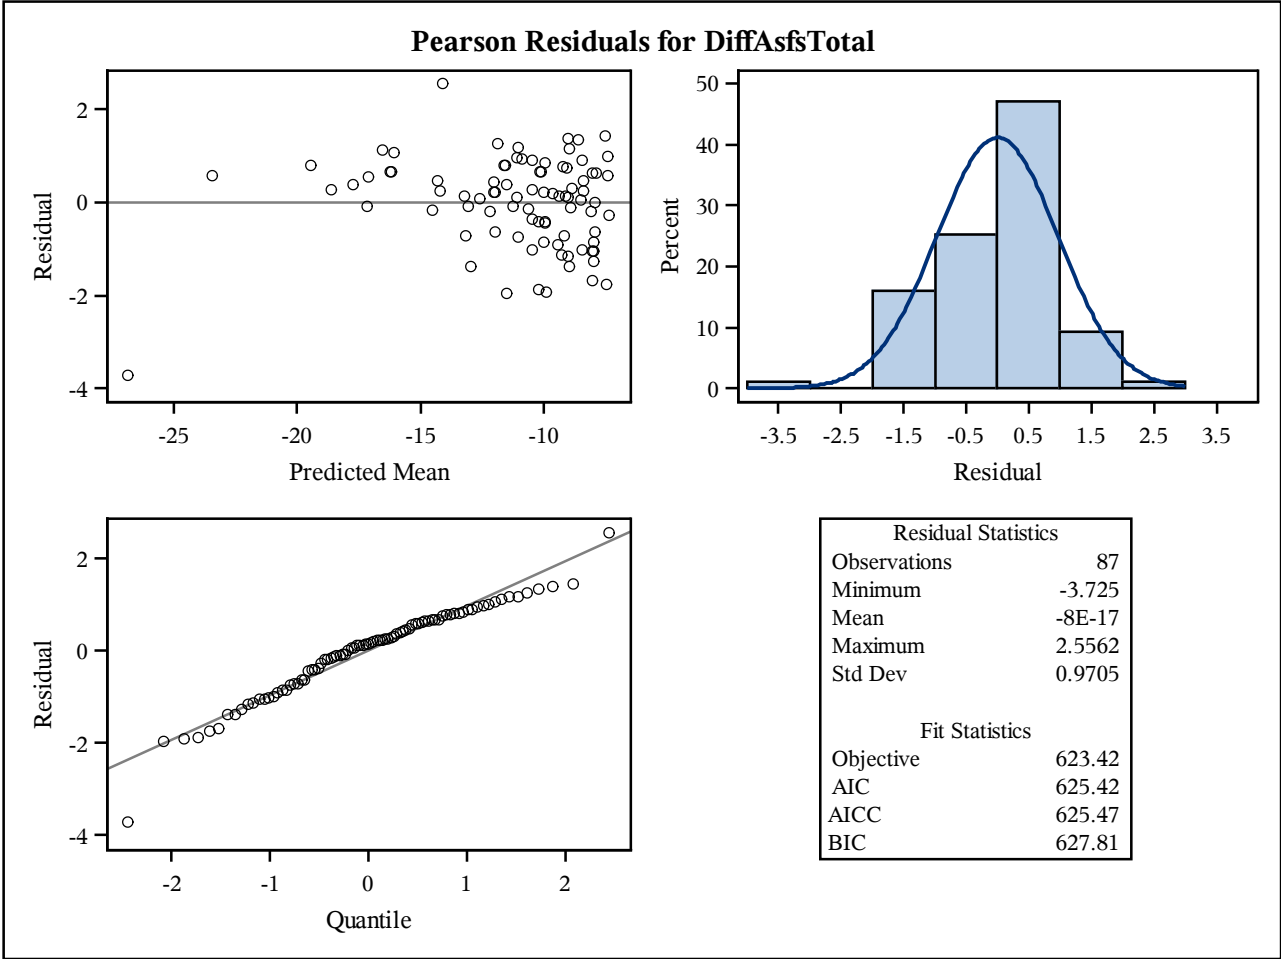 Pearson Residuals for DiffAsfsTotal
2
0
-2
-4
Residual
-25 -20 -15 -10
Predicted Mean
50
40
30
20
10
0
Percent
-3.5 -2.5 -1.5 -0.5 0.5 1.5 2.5 3.5
Residual
2
0
-2
-4
Residual
-2 -1 0 1 2
Quantile
Residual Statistics
Observations 87
Minimum -3.725
Mean -8E-17
Maximum 2.5562
Std Dev 0.9705
Fit Statistics
Objective 623.42
AIC 625.42
AICC 625.47
BIC 627.81